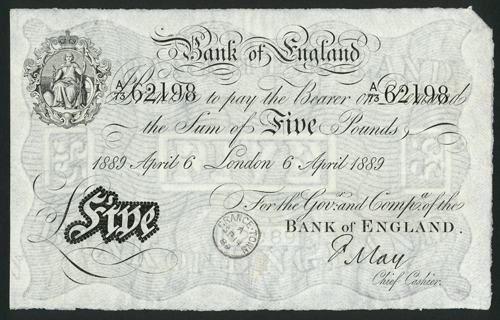 Bank of England
A/73 62198 A/73 62198
to pay the Bearer on Demand
the Sum of Five Pounds
1889 April 6 London 6 April 1889
For the Gov.r and Comp.a of the
BANK OF ENGLAND.
£ Five
F. May
Chief Cashier.